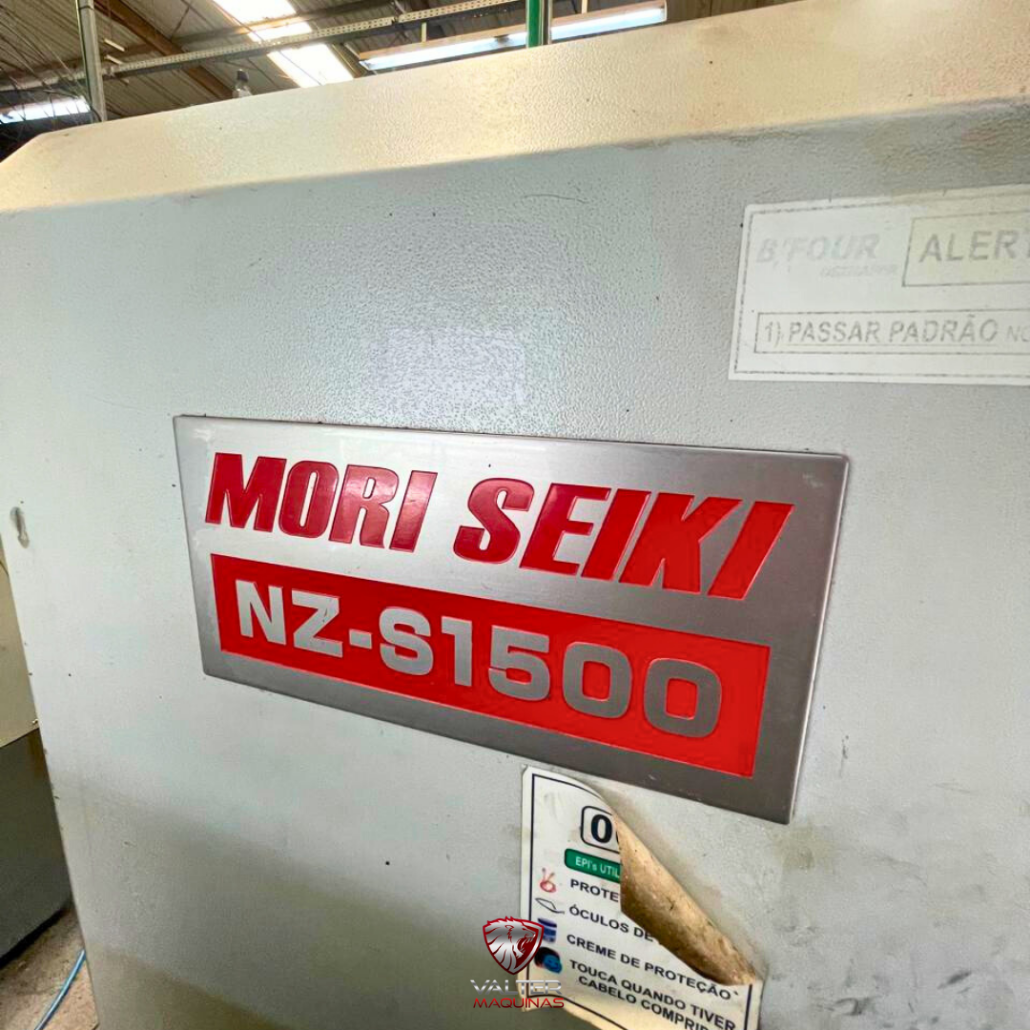 B'FOUR
ALER
1) PASSAR PADRÃO
MORI SEIKI
NZ-S1500
EPI's UTIL
PROTE
ÓCULOS DE
CREME DE PROTEÇÃO
TOUCA QUANDO TIVER
CABELO COMPRI
VALTER
MAQUINAS